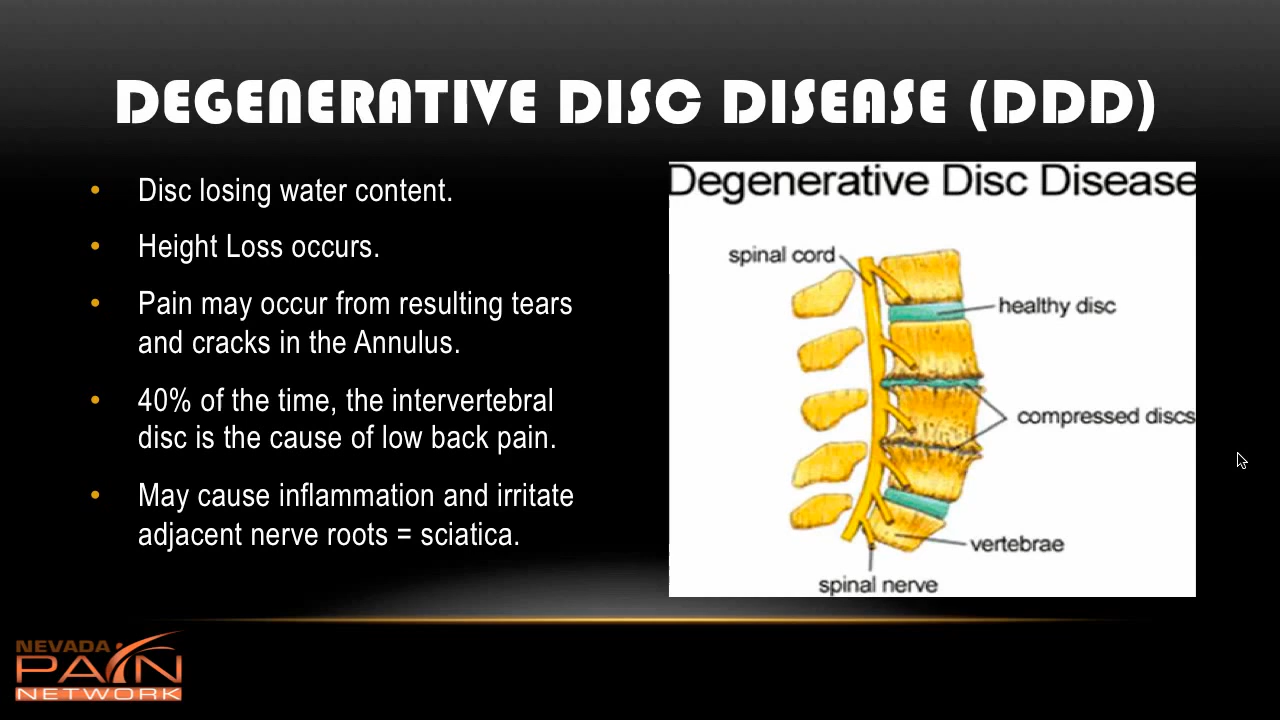 DEGENERATIVE DISC DISEASE (DDD)
• Disc losing water content.
• Height Loss occurs.
• Pain may occur from resulting tears
and cracks in the Annulus.
• 40% of the time, the intervertebral
disc is the cause of low back pain.
• May cause inflammation and irritate
adjacent nerve roots = sciatica.
Degenerative Disc Disease
spinal cord
healthy disc
compressed discs
vertebrae
spinal nerve
NEVADA
PAIN
NETWORK